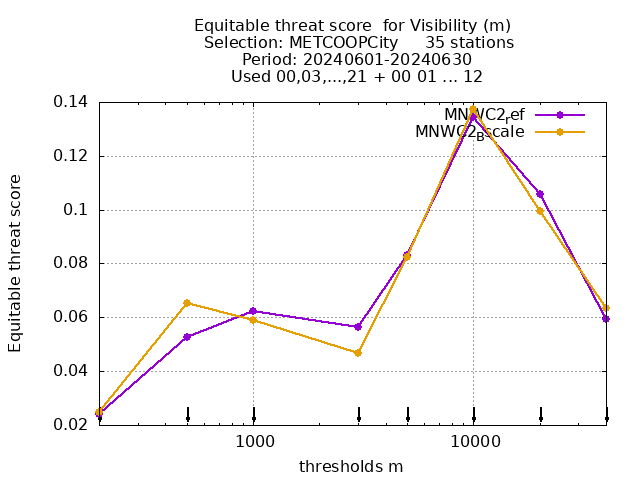 Equitable threat score for Visibility (m)
Selection: METCOOPCity 35 stations
Period: 20240601-20240630
Used 00,03,...,21 + 00 01 ... 12
MNWC2ref
MNWC2Bscale
0.14
0.12
0.1
0.08
0.06
0.04
0.02
Equitable threat score
1000
10000
thresholds m